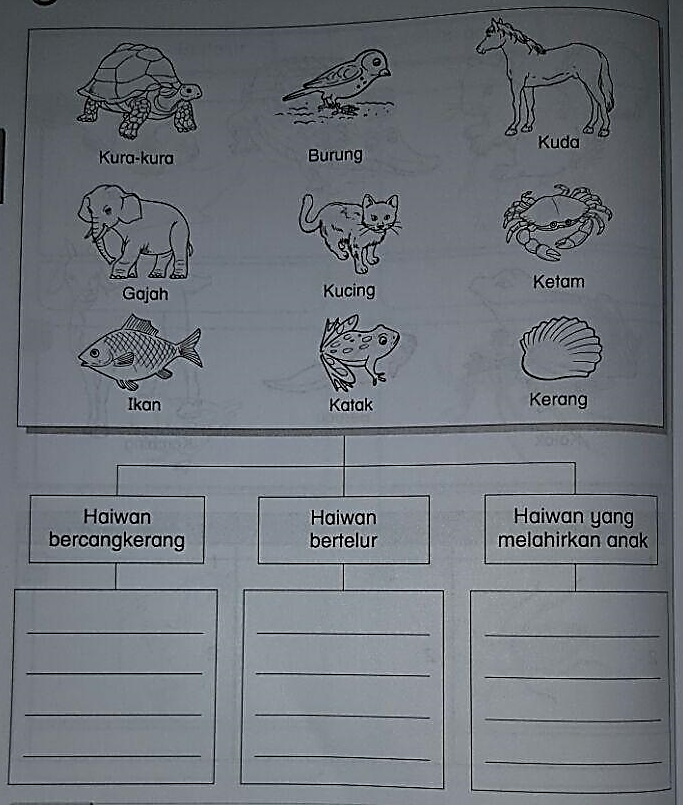 Kura-kura
Burung
Kuda
Gajah
Kucing
Ketam
Ikan
Katak
Kerang
Haiwan
bercangkerang
Haiwan
bertelur
Haiwan yang
melahirkan anak